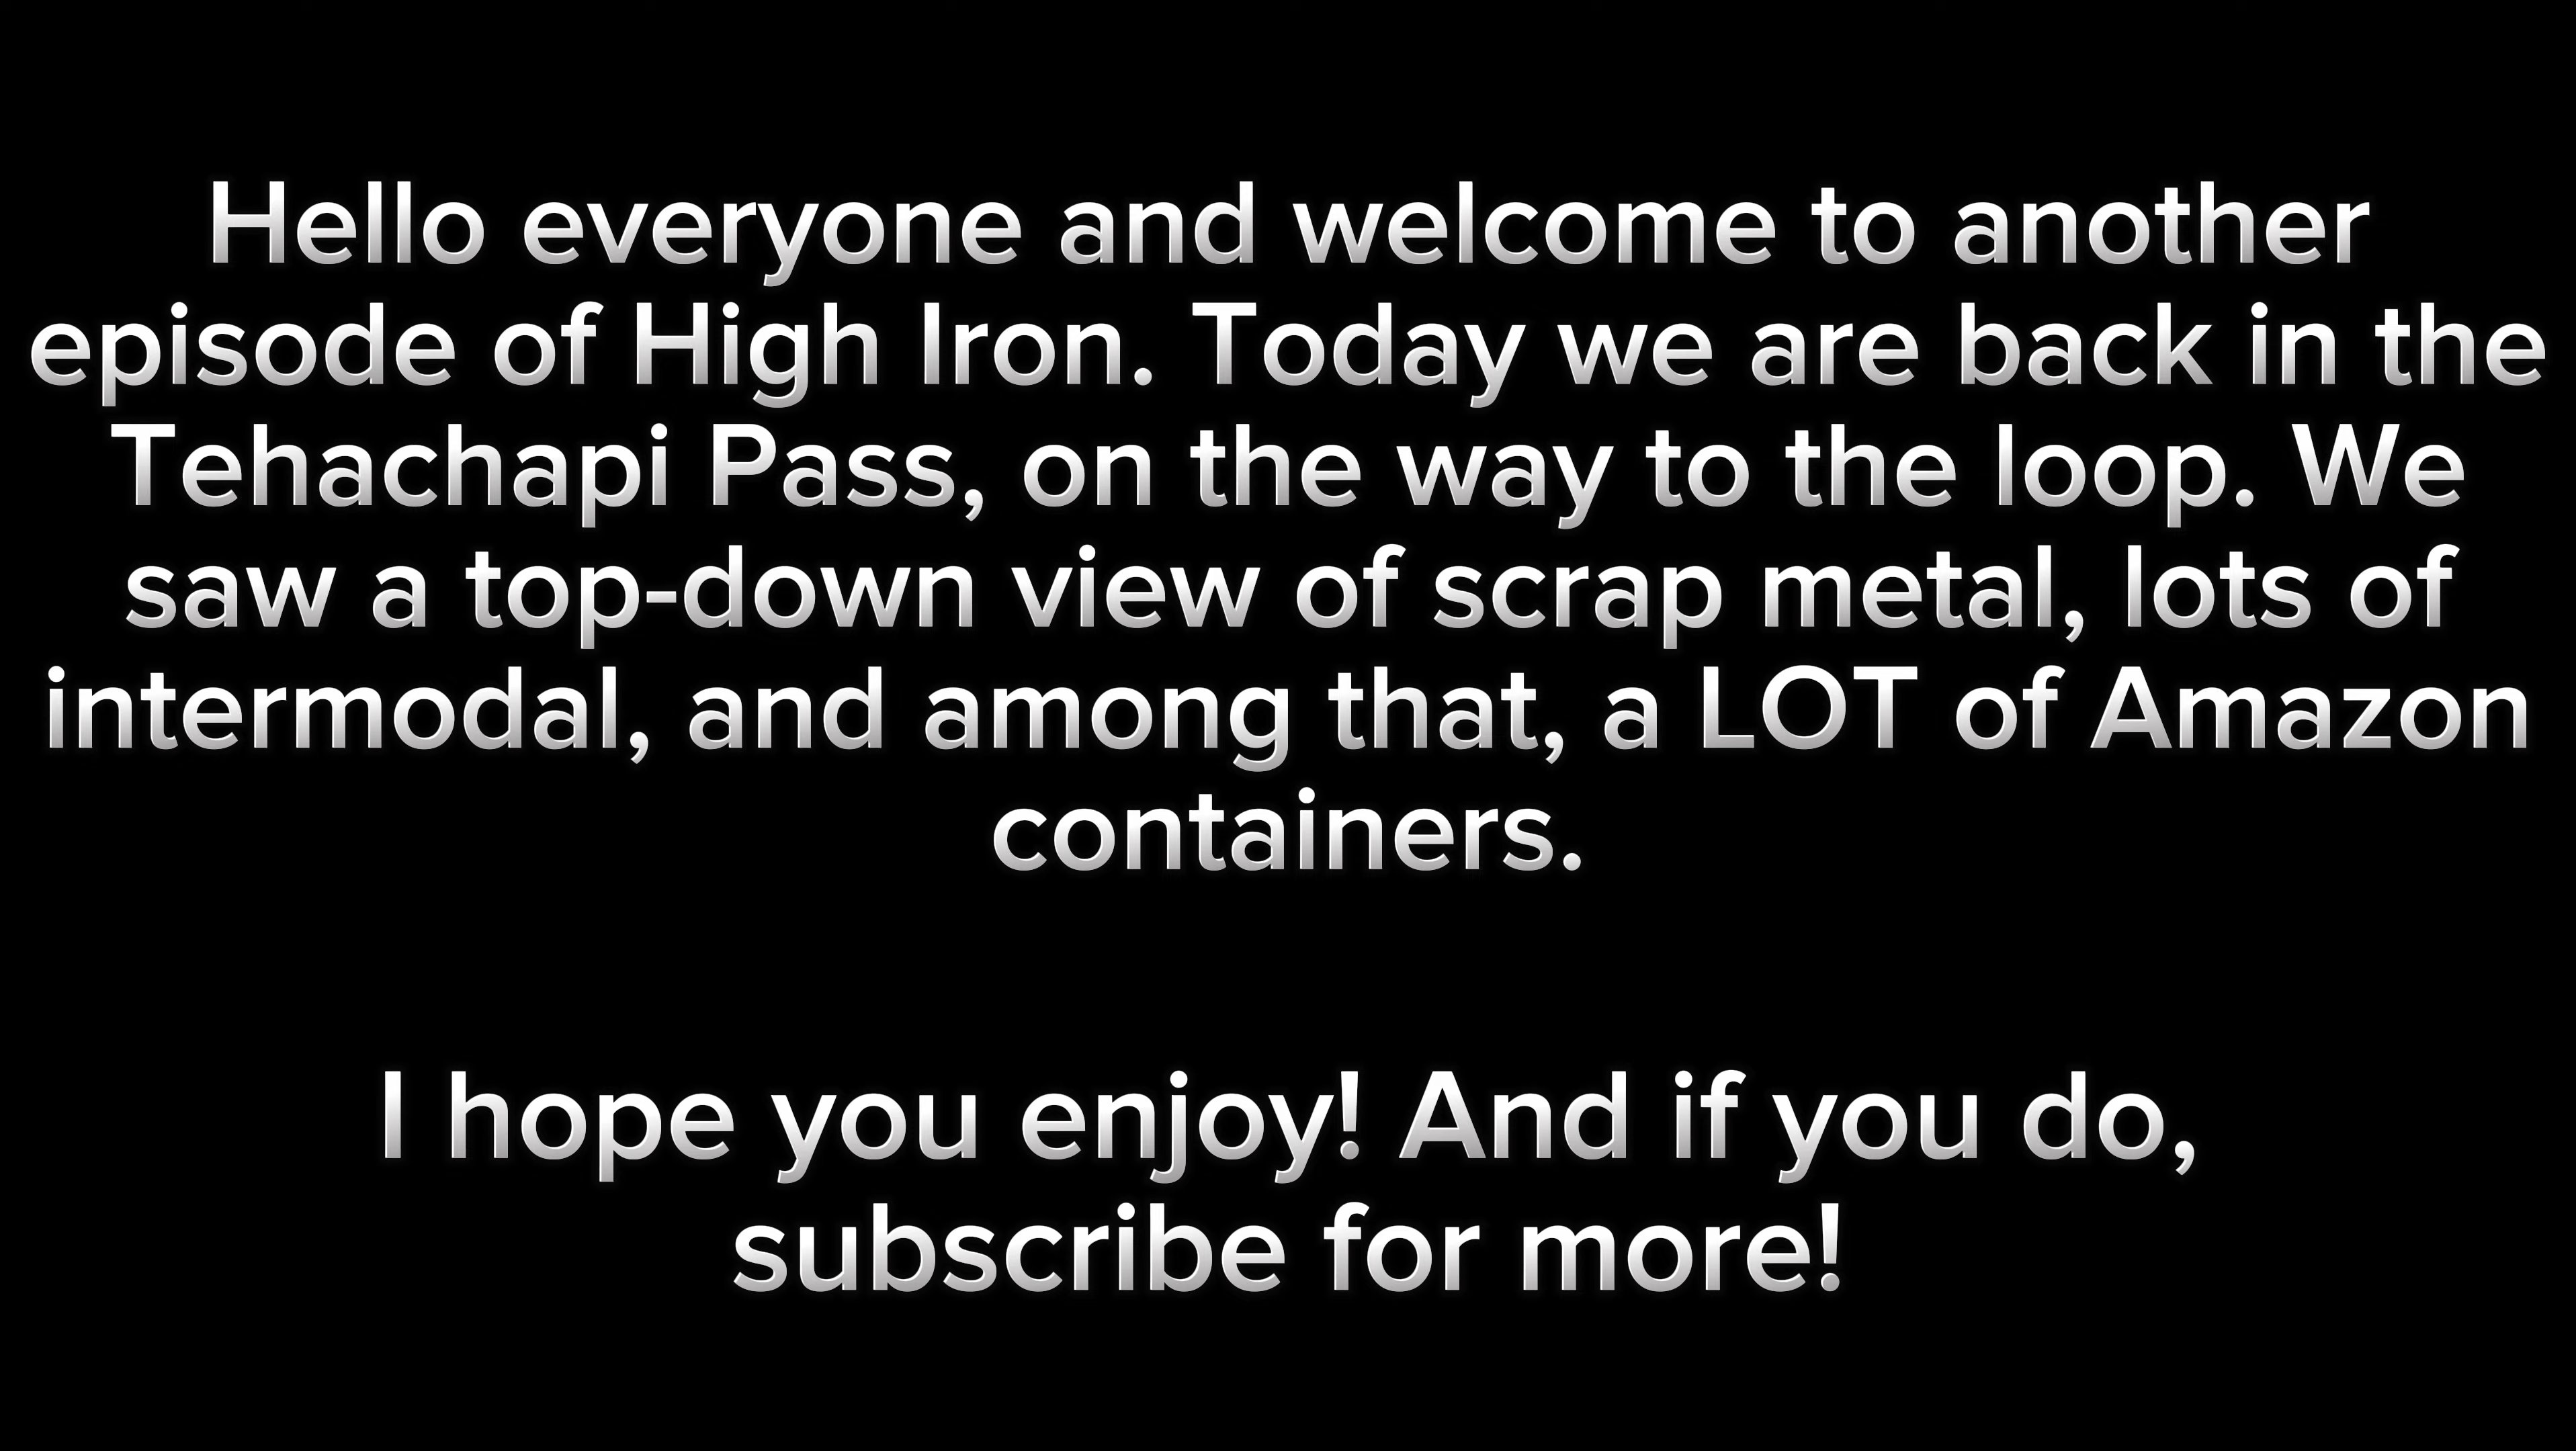 Hello everyone and welcome to another
episode of High Iron. Today we are back in the
Tehachapi Pass, on the way to the loop. We
saw a top-down view of scrap metal, lots of
intermodal, and among that, a LOT of Amazon
containers.
I hope you enjoy! And if you do,
subscribe for more!